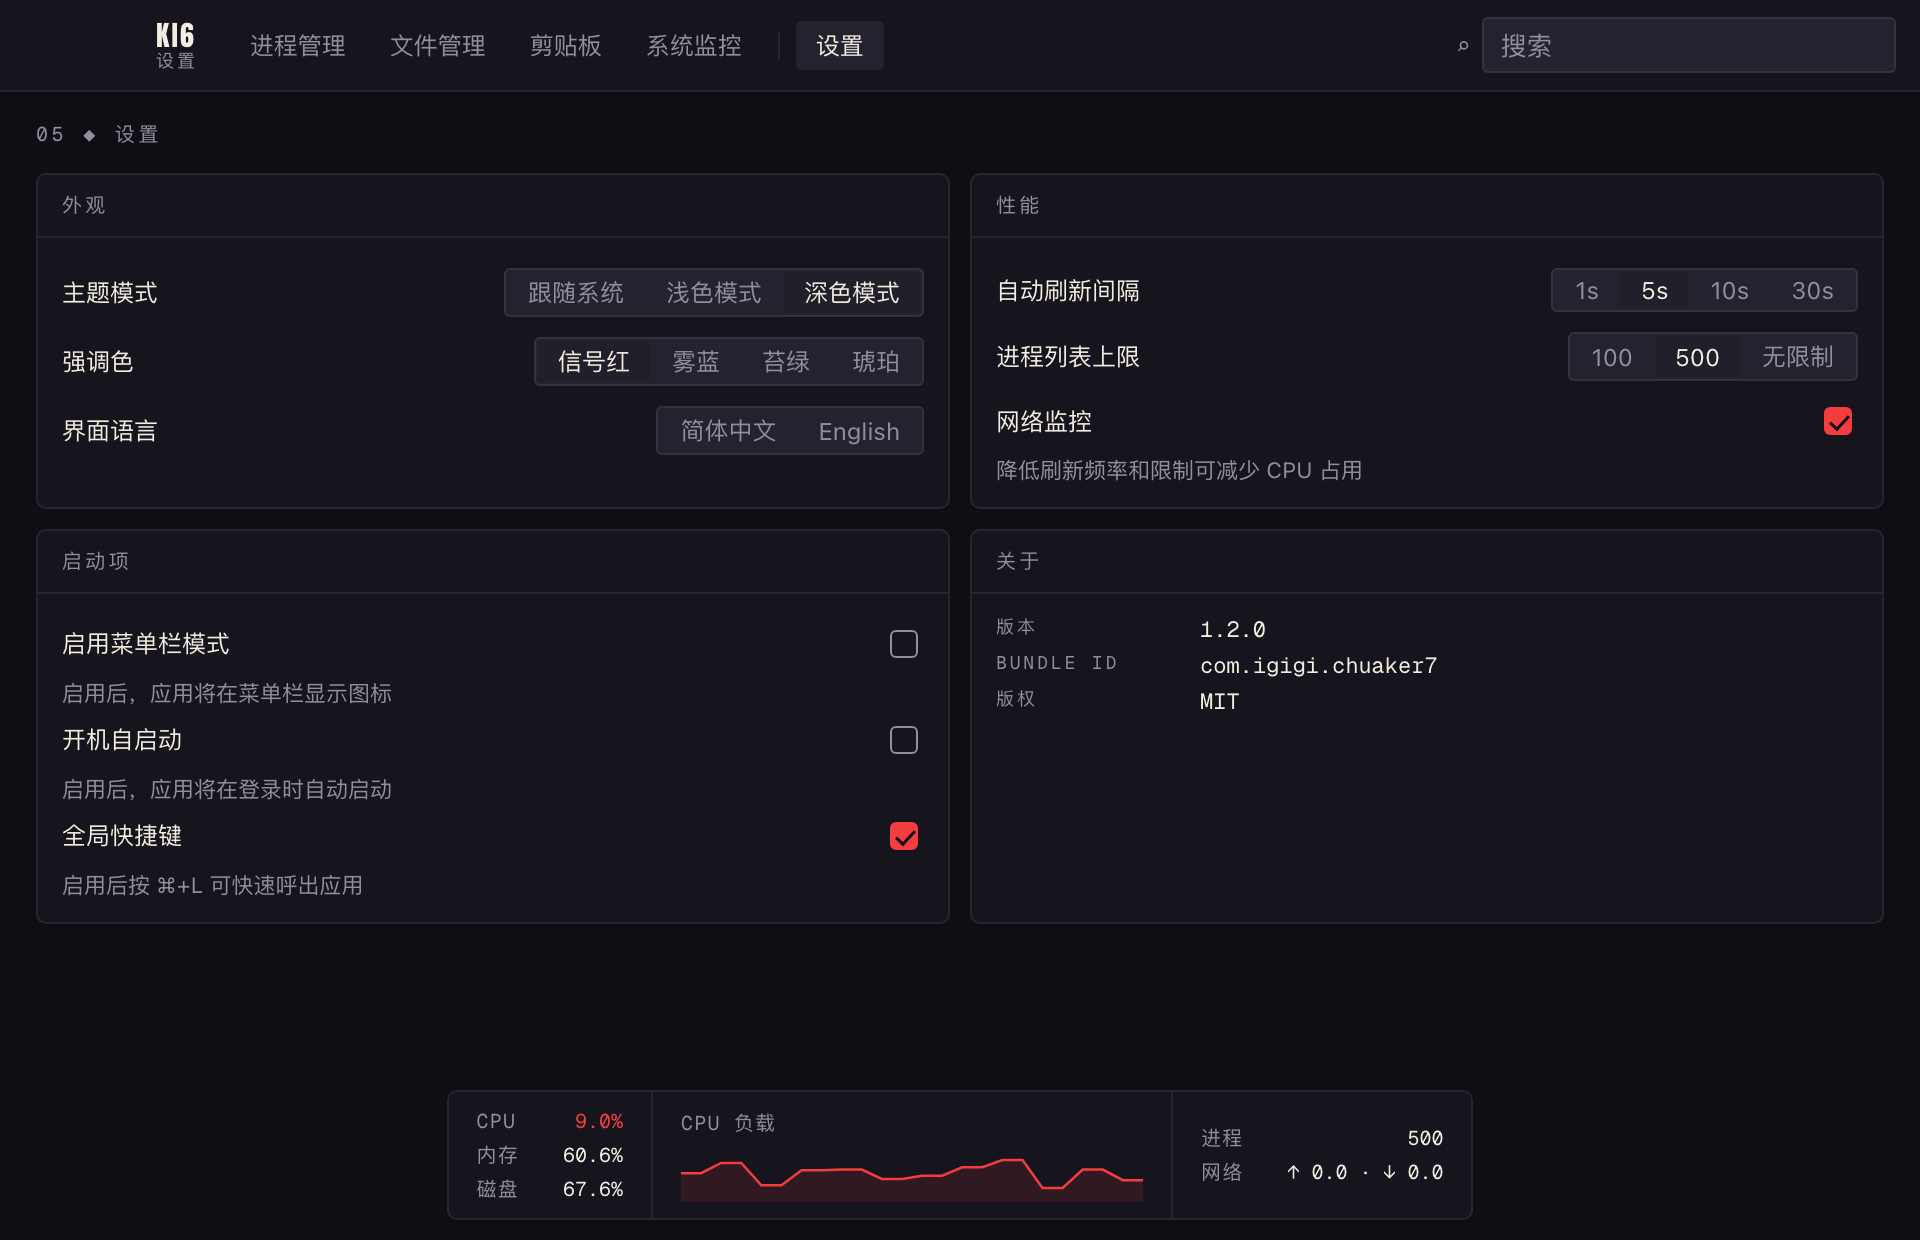 KI6
设置
进程管理 文件管理 剪贴板 系统监控 设置
搜索
05 ◆ 设置
外观
主题模式 跟随系统 浅色模式 深色模式
强调色 信号红 雾蓝 苔绿 琥珀
界面语言 简体中文 English
性能
自动刷新间隔 1s 5s 10s 30s
进程列表上限 100 500 无限制
网络监控
降低刷新频率和限制可减少 CPU 占用
启动项
启用菜单栏模式
启用后，应用将在菜单栏显示图标
开机自启动
启用后，应用将在登录时自动启动
全局快捷键
启用后按 ⌘+L 可快速呼出应用
关于
版本 1.2.0
BUNDLE ID com.igigi.chuaker7
版权 MIT
CPU 9.0%
内存 60.6%
磁盘 67.6%
CPU 负载
进程 500
网络 ↑ 0.0 · ↓ 0.0